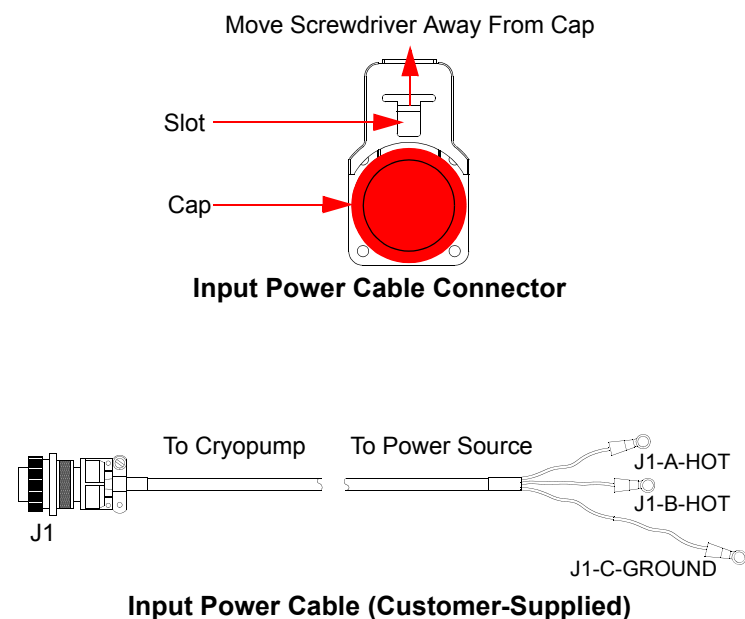 Move Screwdriver Away From Cap
Slot
Cap
Input Power Cable Connector
To Cryopump
To Power Source
J1-A-HOT
J1-B-HOT
J1
J1-C-GROUND
Input Power Cable (Customer-Supplied)